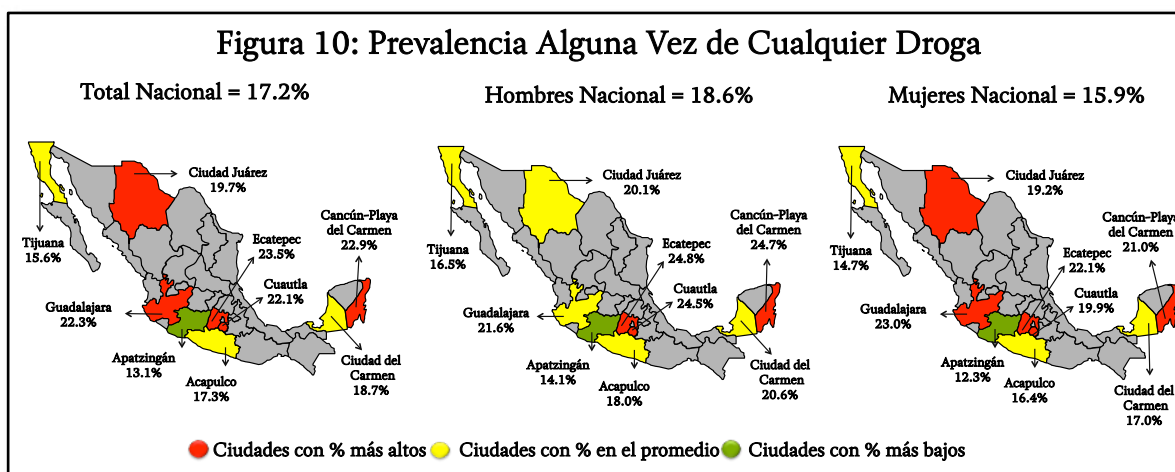 Figura 10: Prevalencia Alguna Vez de Cualquier Droga
Total Nacional = 17.2%
Ciudad Juárez
19.7%
Cancún-Playa
del Carmen
22.9%
Ecatepec
23.5%
Tijuana
15.6%
Cuautla
22.1%
Guadalajara
22.3%
Apatzingán
13.1%
Acapulco
17.3%
Ciudad del
Carmen
18.7%
Hombres Nacional = 18.6%
Ciudad Juárez
20.1%
Cancún-Playa
del Carmen
24.7%
Ecatepec
24.8%
Tijuana
16.5%
Cuautla
24.5%
Guadalajara
21.6%
Apatzingán
14.1%
Acapulco
18.0%
Ciudad del
Carmen
20.6%
Mujeres Nacional = 15.9%
Ciudad Juárez
19.2%
Cancún-Playa
del Carmen
21.0%
Ecatepec
22.1%
Tijuana
14.7%
Cuautla
19.9%
Guadalajara
23.0%
Apatzingán
12.3%
Acapulco
16.4%
Ciudad del
Carmen
17.0%
Ciudades con % más altos
Ciudades con % en el promedio
Ciudades con % más bajos